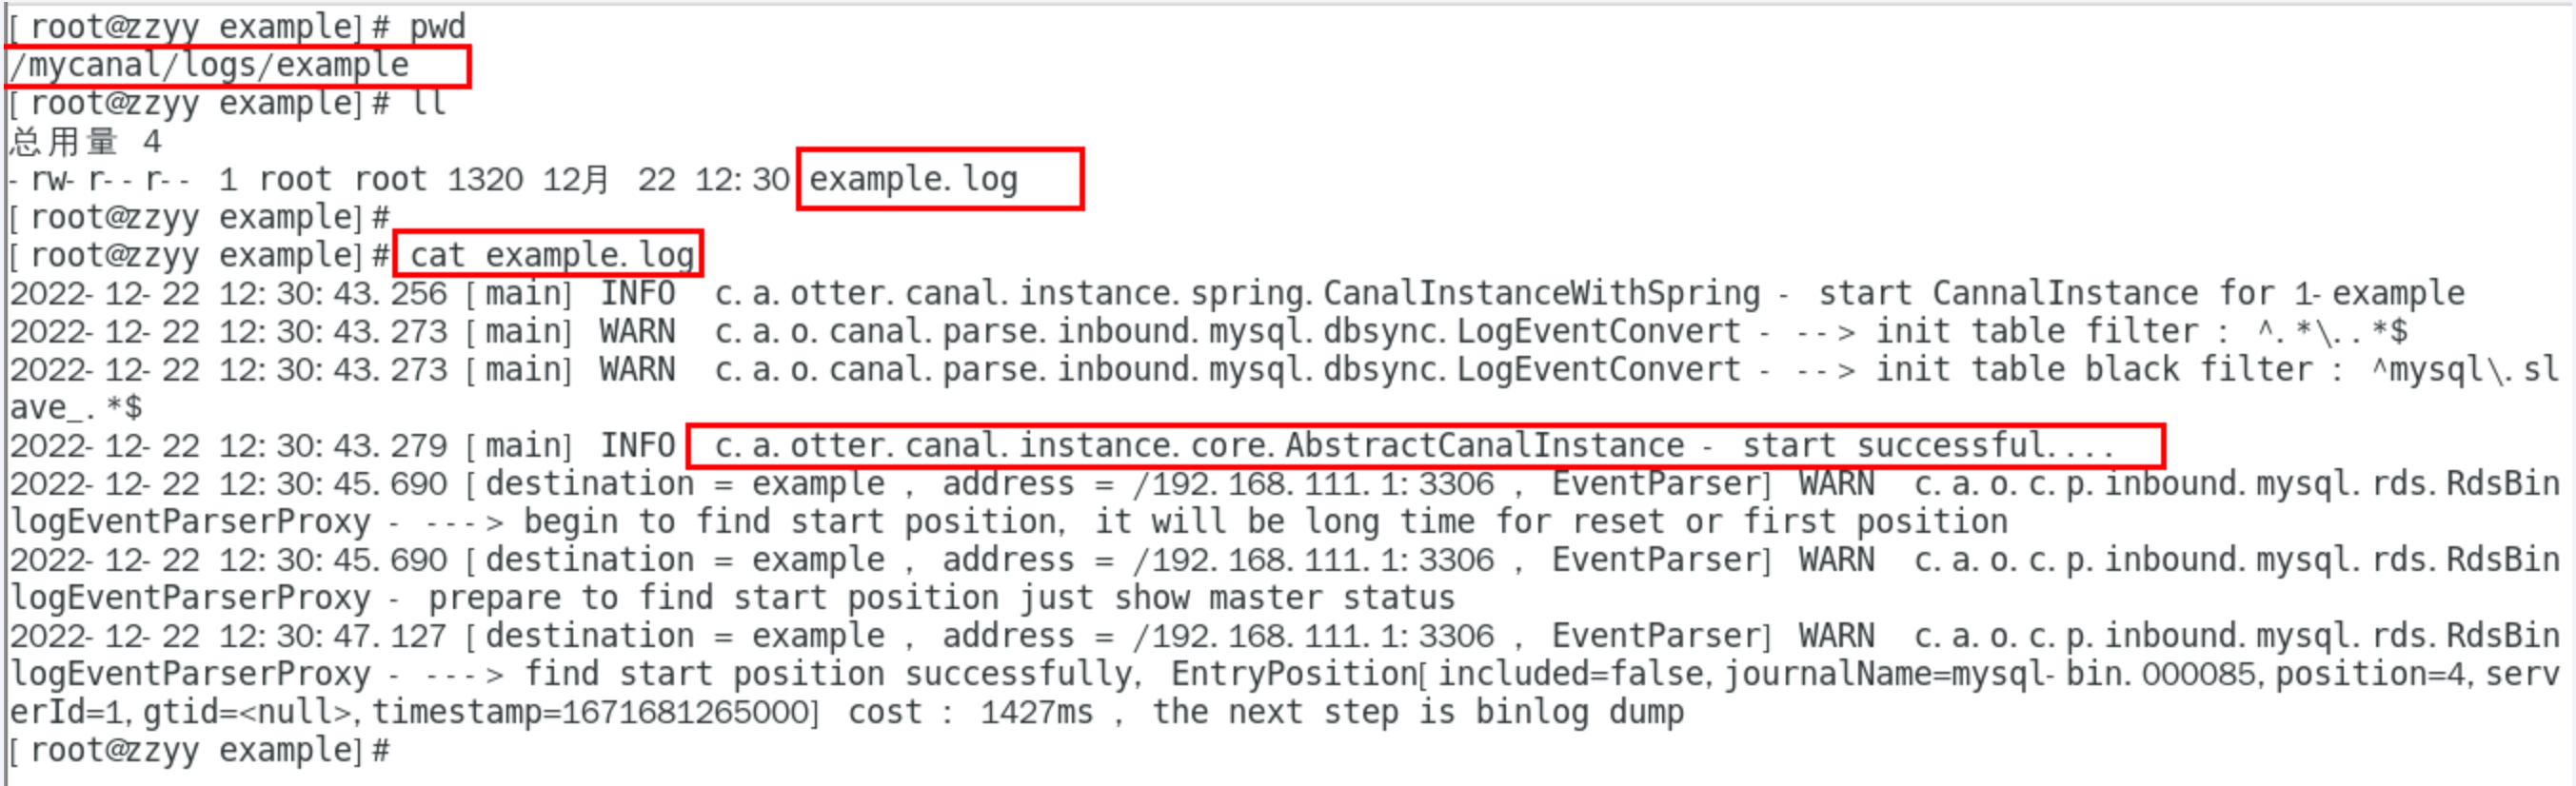 [root@zzyy example]# pwd
/mycanal/logs/example
[root@zzyy example]# ll
总用量 4
-rw-r--r-- 1 root root 1320 12月 22 12:30 example.log
[root@zzyy example]#
[root@zzyy example]# cat example.log
2022-12-22 12:30:43.256 [main] INFO  c.a.otter.canal.instance.spring.CanalInstanceWithSpring - start CannalInstance for 1-example
2022-12-22 12:30:43.273 [main] WARN  c.a.o.canal.parse.inbound.mysql.dbsync.LogEventConvert - --> init table filter : ^.*\..*$
2022-12-22 12:30:43.273 [main] WARN  c.a.o.canal.parse.inbound.mysql.dbsync.LogEventConvert - --> init table black filter : ^mysql\.sl
ave_.*$
2022-12-22 12:30:43.279 [main] INFO  c.a.otter.canal.instance.core.AbstractCanalInstance - start successful....
2022-12-22 12:30:45.690 [destination = example , address = /192.168.111.1:3306 , EventParser] WARN  c.a.o.c.p.inbound.mysql.rds.RdsBin
logEventParserProxy - ---> begin to find start position, it will be long time for reset or first position
2022-12-22 12:30:45.690 [destination = example , address = /192.168.111.1:3306 , EventParser] WARN  c.a.o.c.p.inbound.mysql.rds.RdsBin
logEventParserProxy - prepare to find start position just show master status
2022-12-22 12:30:47.127 [destination = example , address = /192.168.111.1:3306 , EventParser] WARN  c.a.o.c.p.inbound.mysql.rds.RdsBin
logEventParserProxy - ---> find start position successfully, EntryPosition[included=false,journalName=mysql-bin.000085,position=4,serv
erId=1,gtid=<null>,timestamp=1671681265000] cost : 1427ms , the next step is binlog dump
[root@zzyy example]#